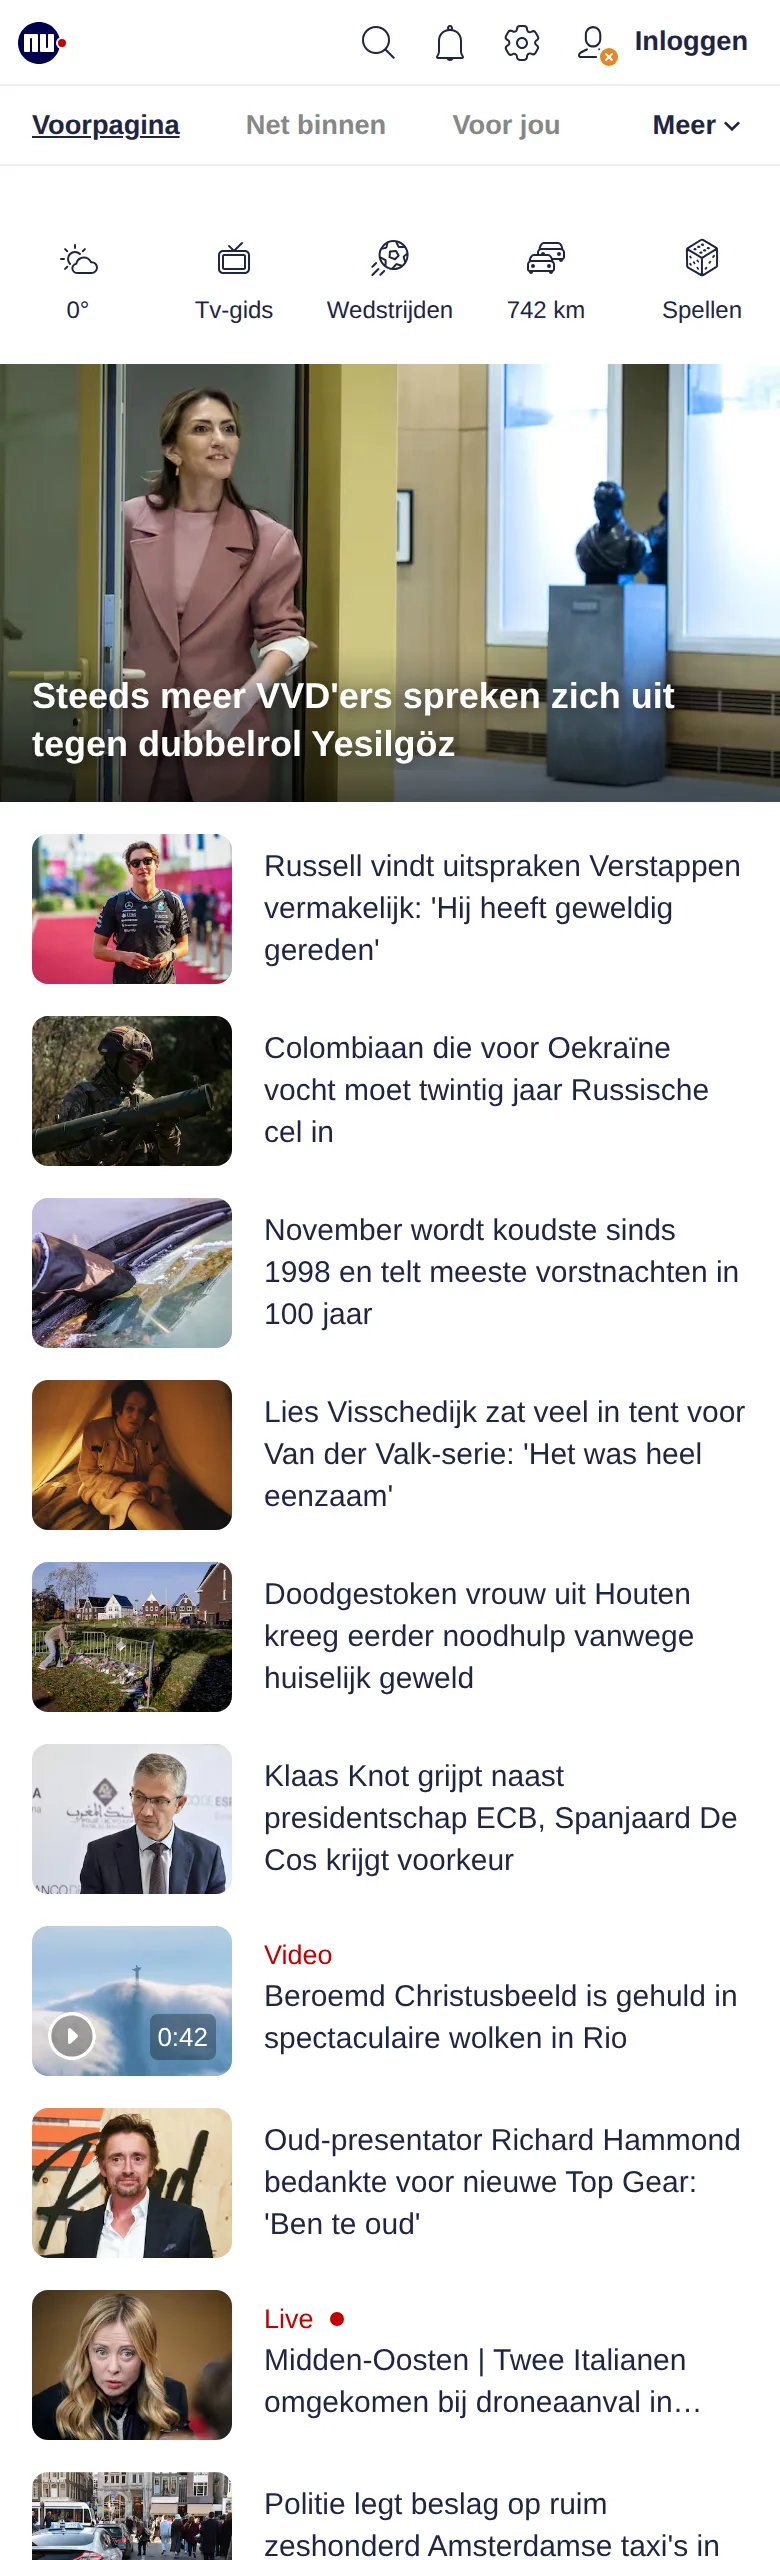 nu
Inloggen
Voorpagina
Net binnen
Voor jou
Meer
0°
Tv-gids
Wedstrijden
742 km
Spellen
Steeds meer VVD'ers spreken zich uit
tegen dubbelrol Yesilgöz
Russell vindt uitspraken Verstappen
vermakelijk: 'Hij heeft geweldig
gereden'
Colombiaan die voor Oekraïne
vocht moet twintig jaar Russische
cel in
November wordt koudste sinds
1998 en telt meeste vorstnachten in
100 jaar
Lies Visschedijk zat veel in tent voor
Van der Valk-serie: 'Het was heel
eenzaam'
Doodgestoken vrouw uit Houten
kreeg eerder noodhulp vanwege
huiselijk geweld
Klaas Knot grijpt naast
presidentschap ECB, Spanjaard De
Cos krijgt voorkeur
0:42
Video
Beroemd Christusbeeld is gehuld in
spectaculaire wolken in Rio
Oud-presentator Richard Hammond
bedankte voor nieuwe Top Gear:
'Ben te oud'
Live
Midden-Oosten | Twee Italianen
omgekomen bij droneaanval in…
Politie legt beslag op ruim
zeshonderd Amsterdamse taxi's in